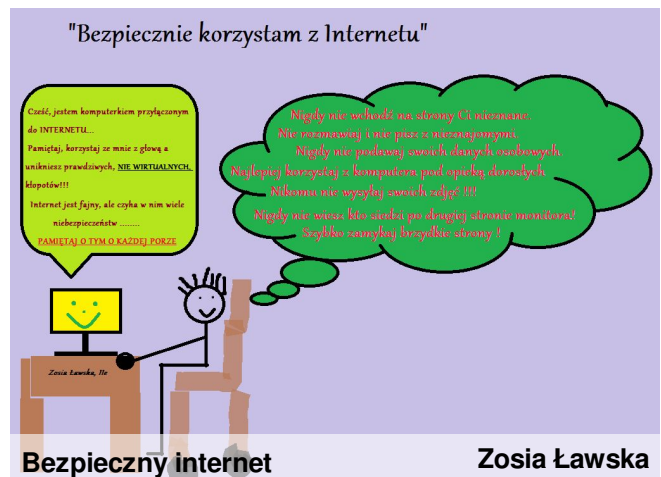 "Bezpiecznie korzystam z Internetu"
Cześć, jestem komputerkiem przyłączonym
do INTERNETU...
Pamiętaj, korzystaj ze mnie z głową a
unikniesz prawdziwych, NIE WIRTUALNYCH,
kłopotów!!!
Internet jest fajny, ale czyha w nim wiele
niebezpieczeństw ........
PAMIĘTAJ O TYM O KAŻDEJ PORZE
Nigdy nie wchodź na strony Ci nieznane.
Nie rozmawiaj i nie pisz z nieznajomymi.
Nigdy nie podawaj swoich danych osobowych.
Najlepiej korzystaj z komputera pod opieką dorosłych.
Nikomu nie wysyłaj swoich zdjęć !!!!
Nigdy nie wiesz kto siedzi po drugiej stronie monitora!
Szybko zamykaj brzydkie strony !
Zosia Ławska, IIe
Bezpieczny internet
Zosia Ławska